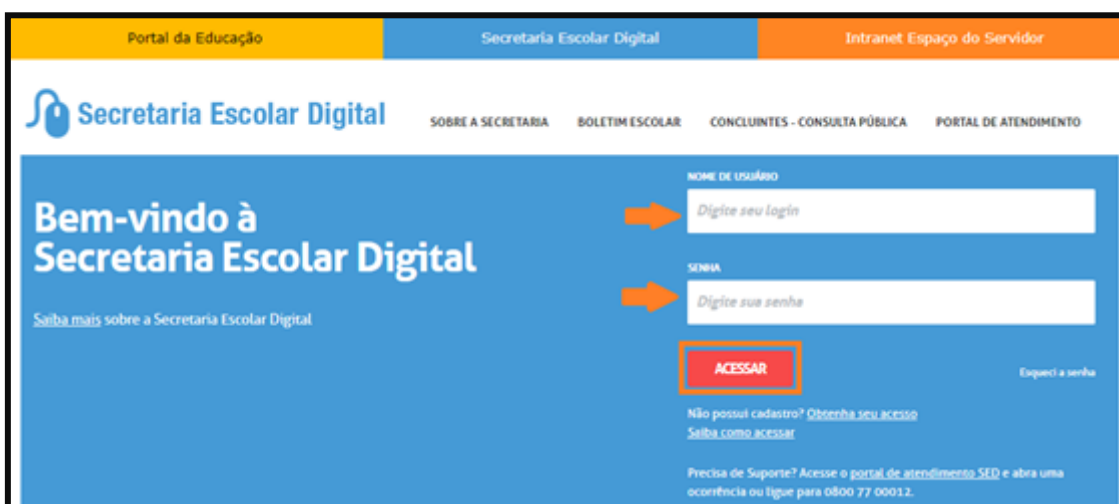 Portal da Educação
Secretaria Escolar Digital
Intranet Espaço do Servidor
Secretaria Escolar Digital
SOBRE A SECRETARIA
BOLETIM ESCOLAR
CONCLUINTES - CONSULTA PÚBLICA
PORTAL DE ATENDIMENTO
Bem-vindo à
Secretaria Escolar Digital
Saiba mais sobre a Secretaria Escolar Digital
NOME DE USUÁRIO
Digite seu login
SENHA
Digite sua senha
ACESSAR
Esqueci a senha
Não possui cadastro? Obtenha seu acesso
Saiba como acessar
Precisa de Suporte? Acesse o portal de atendimento SED e abra uma
ocorrência ou ligue para 0800 77 00012.